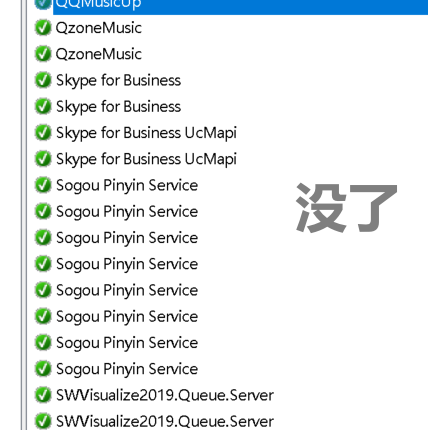 QQMusicUp
QzoneMusic
QzoneMusic
Skype for Business
Skype for Business
Skype for Business UcMapi
Skype for Business UcMapi
Sogou Pinyin Service
没了
Sogou Pinyin Service
Sogou Pinyin Service
Sogou Pinyin Service
Sogou Pinyin Service
Sogou Pinyin Service
Sogou Pinyin Service
Sogou Pinyin Service
SWVisualize2019.Queue.Server
SWVisualize2019.Queue.Server